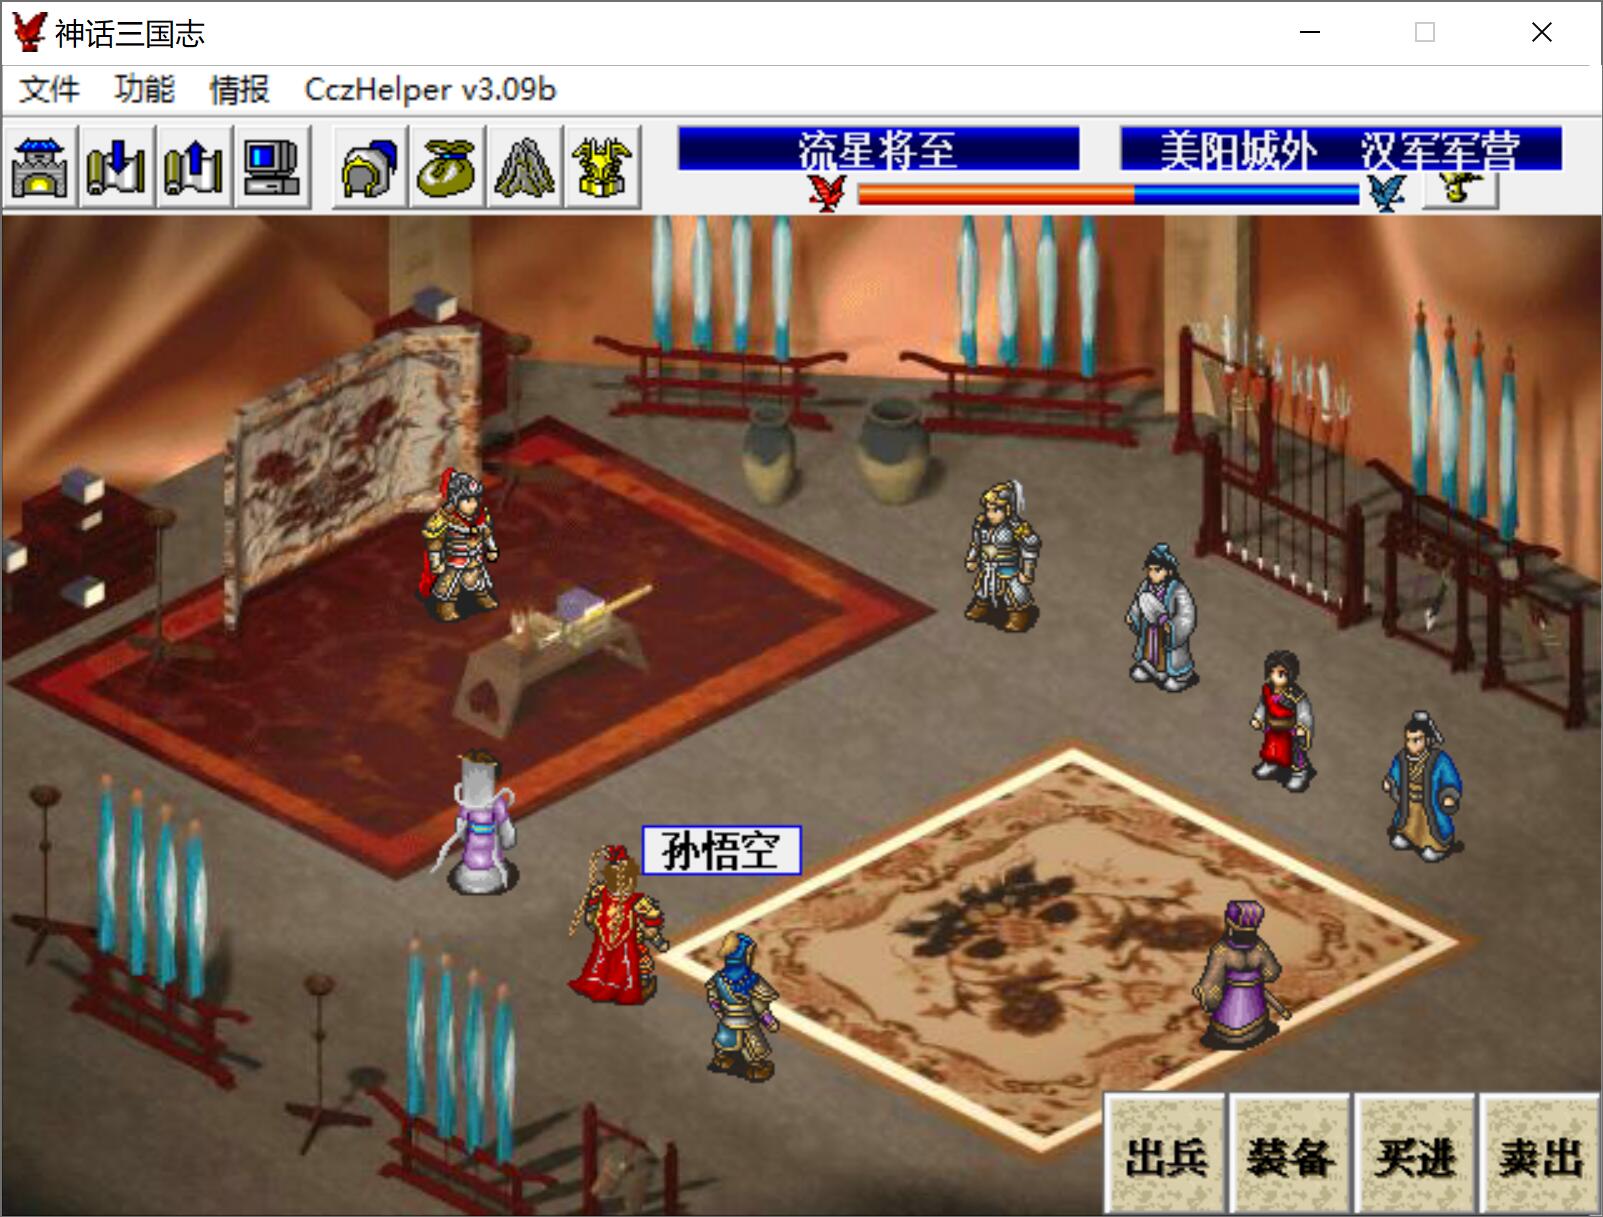 神话三国志
文件 功能 情报 CczHelper v3.09b
流星将至 美阳城外 汉军军营
孙悟空
出兵 装备 买进 卖出